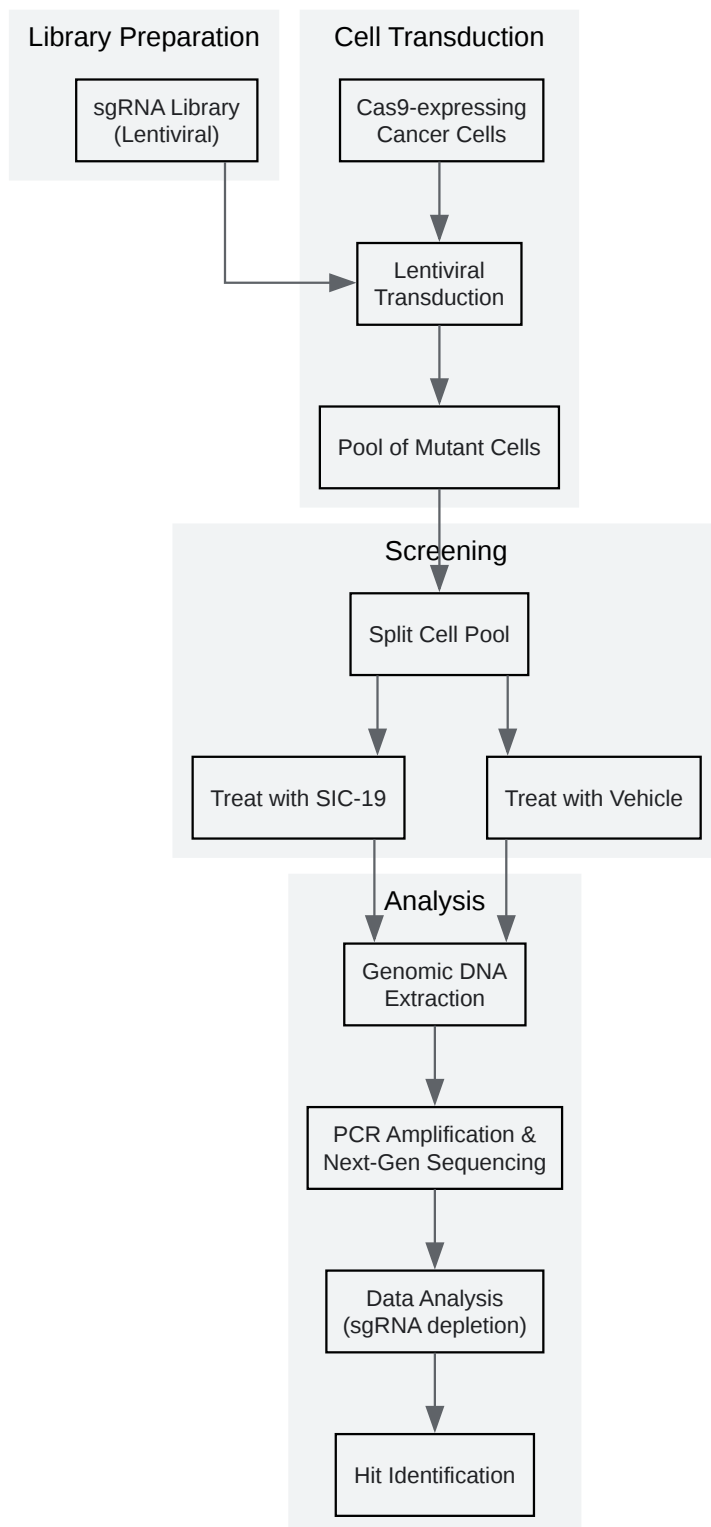 Library Preparation
Cell Transduction
sgRNA Library
(Lentiviral)
Cas9-expressing
Cancer Cells
Lentiviral
Transduction
Pool of Mutant Cells
Screening
Split Cell Pool
Treat with SIC-19
Treat with Vehicle
Analysis
Genomic DNA
Extraction
PCR Amplification &
Next-Gen Sequencing
Data Analysis
(sgRNA depletion)
Hit Identification